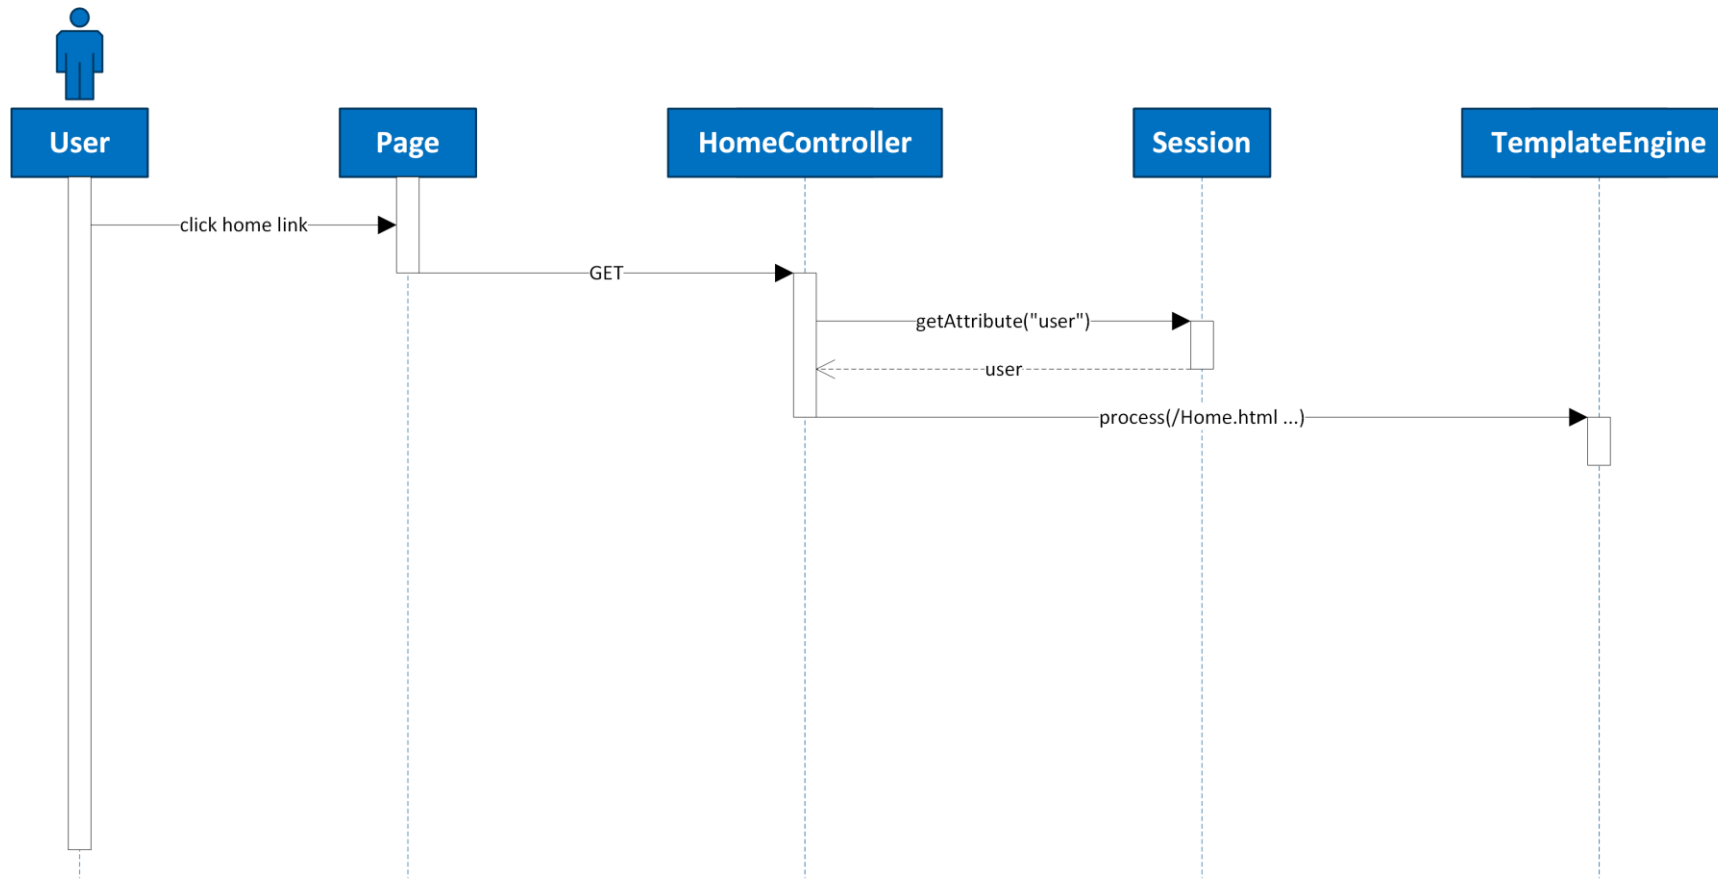 User
Page
HomeController
Session
TemplateEngine
click home link
GET
getAttribute("user")
user
process(/Home.html ...)